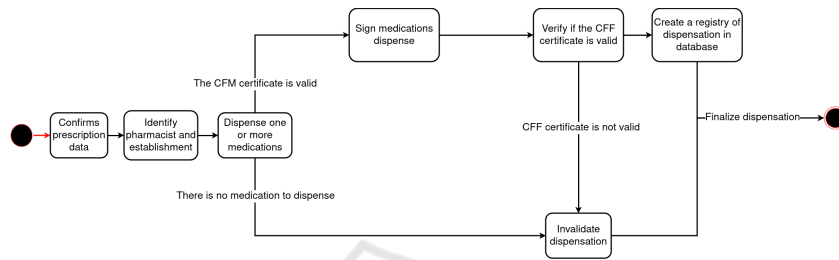 Sign medications
dispense
Verify if the CFF
certificate is valid
Create a registry of
dispensation in
database
The CFM certificate is valid
Confirms
prescription
data
Identify
pharmacist and
establishment
Dispense one
or more
medications
CFF certificate is not valid
Finalize dispensation
There is no medication to dispense
Invalidate
dispensation